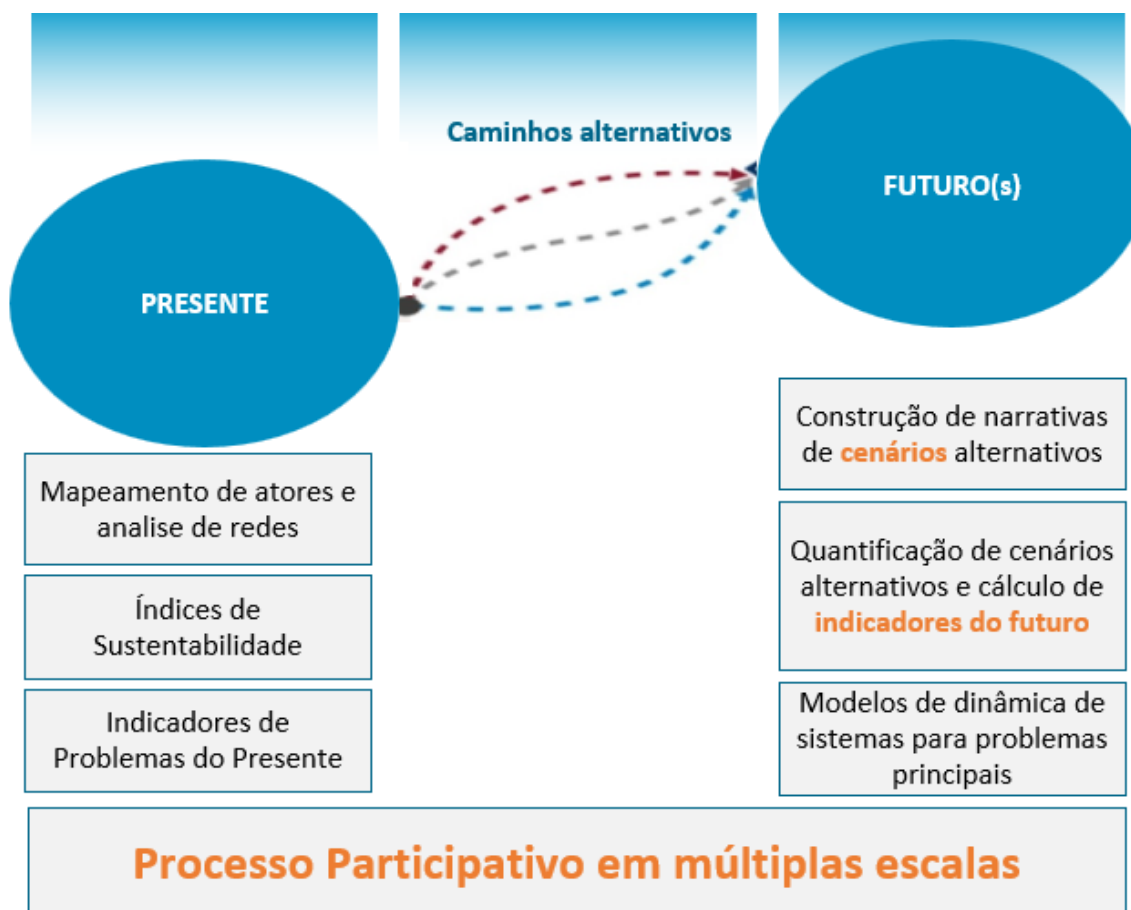 Caminhos alternativos
PRESENTE
FUTURO(s)
Mapeamento de atores e
analise de redes
Índices de
Sustentabilidade
Indicadores de
Problemas do Presente
Construção de narrativas
de cenários alternativos
Quantificação de cenários
alternativos e cálculo de
indicadores do futuro
Modelos de dinâmica de
sistemas para problemas
principais
Processo Participativo em múltiplas escalas